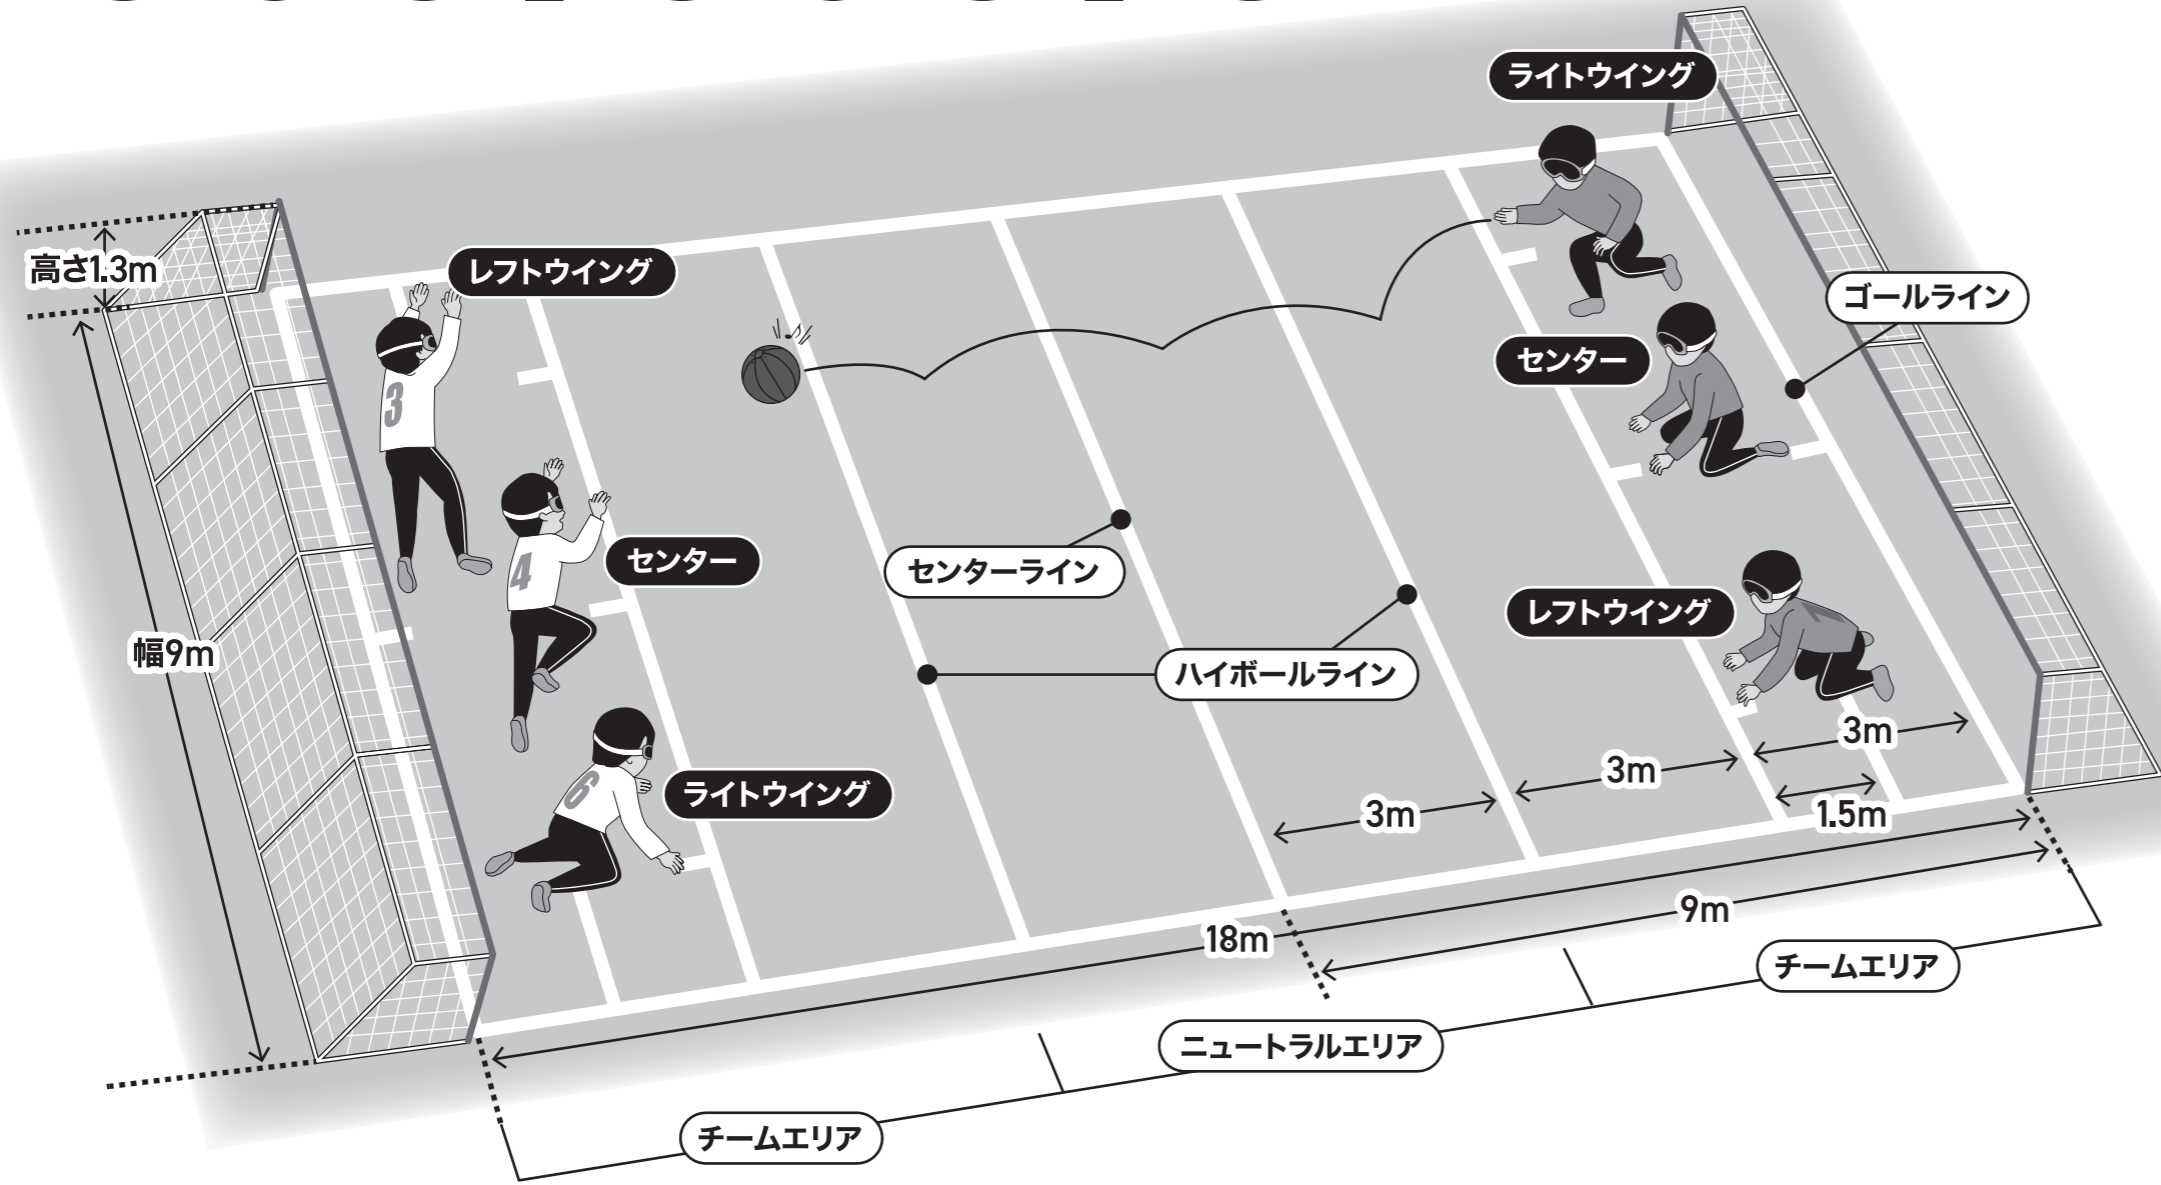 ライトウイング
高さ1.3m
レフトウイング
ゴールライン
センター
3
4
センター
センターライン
レフトウイング
幅9m
ハイボールライン
6
ライトウイング
3m
3m
3m
1.5m
9m
18m
チームエリア
ニュートラルエリア
チームエリア